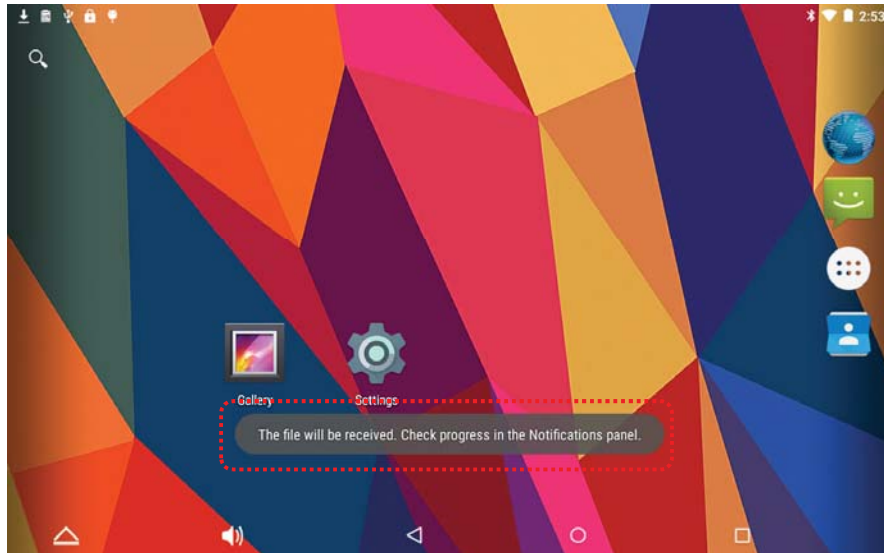 2:53
Gallery
Settings
The file will be received. Check progress in the Notifications panel.